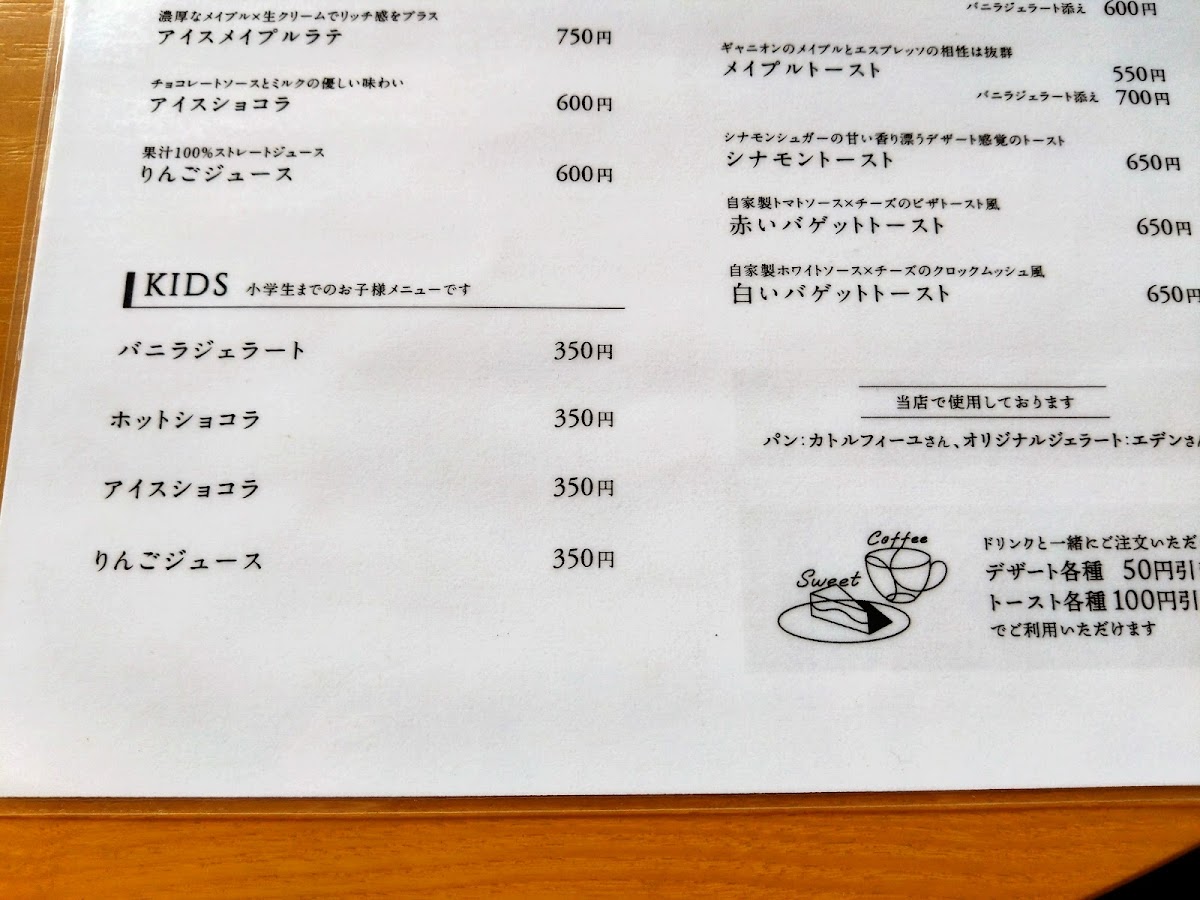 濃厚なメイプル×生クリームでリッチ感をプラス
アイスメイプルラテ 750円
チョコレートソースとミルクの優しい味わい
アイスショコラ 600円
果汁100%ストレートジュース
りんごジュース 600円
KIDS 小学生までのお子様メニューです
バニラジェラート 350円
ホットショコラ 350円
アイスショコラ 350円
りんごジュース 350円
バニラジェラート添え 600円
ギャニオンのメイプルとエスプレッソの相性は抜群
メイプルトースト 550円
バニラジェラート添え 700円
シナモンシュガーの甘い香り漂うデザート感覚のトースト
シナモントースト 650円
自家製トマトソース×チーズのピザトースト風
赤いバゲットトースト 650円
自家製ホワイトソース×チーズのクロックムッシュ風
白いバゲットトースト 650円
当店で使用しております
パン：カトルフィーユさん、オリジナルジェラート：エデンさん
Coffee
Sweet
ドリンクと一緒にご注文いただ
デザート各種 50円引
トースト各種 100円引
でご利用いただけます